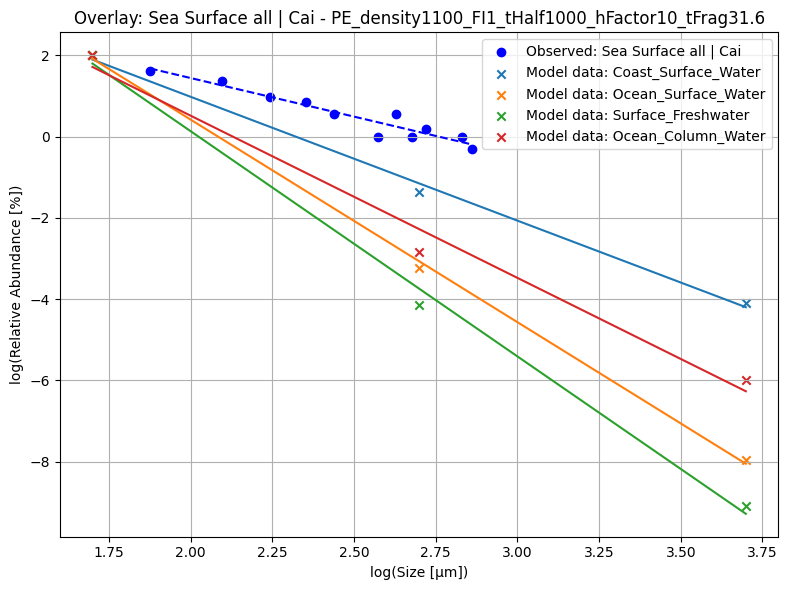 Overlay: Sea Surface all | Cai - PE_density1100_FI1_tHalf1000_hFactor10_tFrag31.6
Observed: Sea Surface all | Cai
Model data: Coast_Surface_Water
Model data: Ocean_Surface_Water
Model data: Surface_Freshwater
Model data: Ocean_Column_Water
log(Relative Abundance [%])
2
0
−2
−4
−6
−8
1.75
2.00
2.25
2.50
2.75
3.00
3.25
3.50
3.75
log(Size [μm])